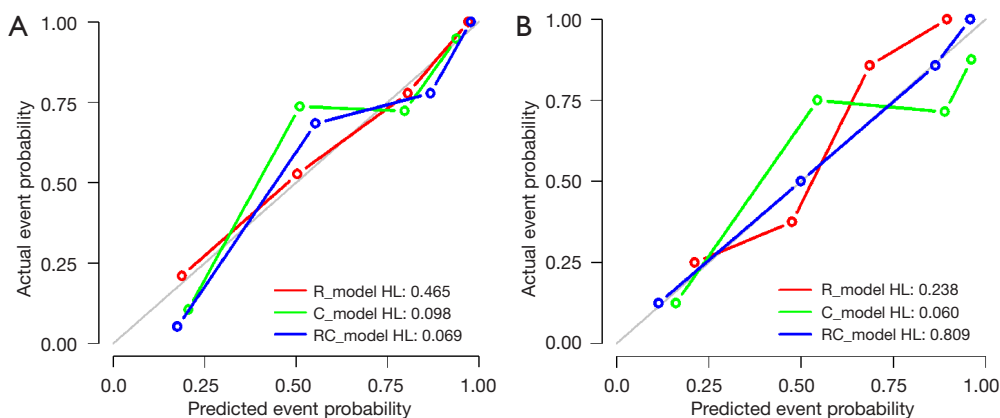 A
Actual event probability
1.00
0.75
0.50
0.25
0.00
R_model HL: 0.465
C_model HL: 0.098
RC_model HL: 0.069
0.0 0.25 0.50 0.75 1.00
Predicted event probability
B
Actual event probability
1.00
0.75
0.50
0.25
0.00
R_model HL: 0.238
C_model HL: 0.060
RC_model HL: 0.809
0.0 0.25 0.50 0.75 1.00
Predicted event probability